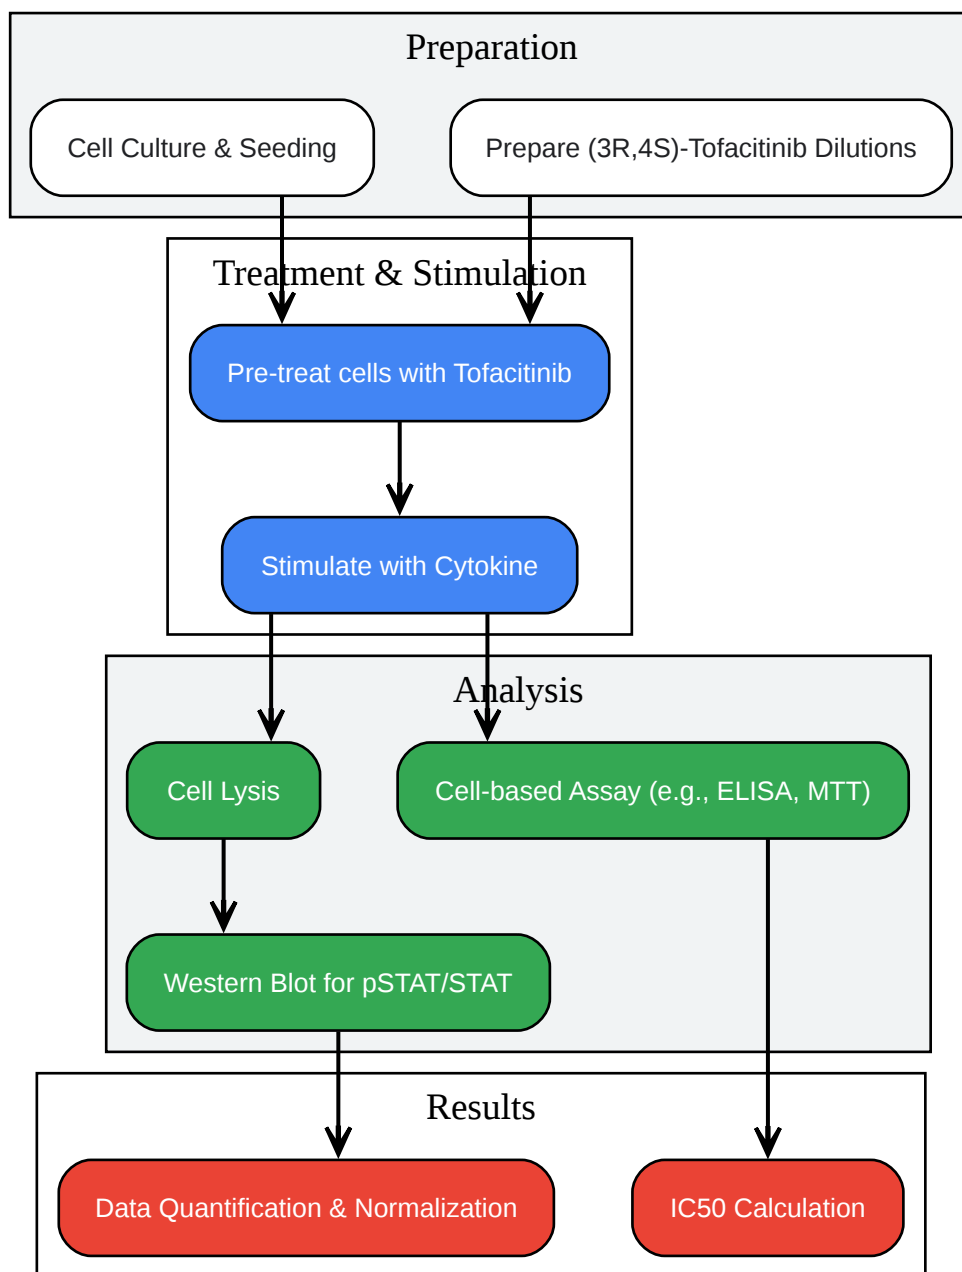 Preparation
Cell Culture & Seeding
Prepare (3R,4S)-Tofacitinib Dilutions
Treatment & Stimulation
Pre-treat cells with Tofacitinib
Stimulate with Cytokine
Analysis
Cell Lysis
Cell-based Assay (e.g., ELISA, MTT)
Western Blot for pSTAT/STAT
Results
Data Quantification & Normalization
IC50 Calculation